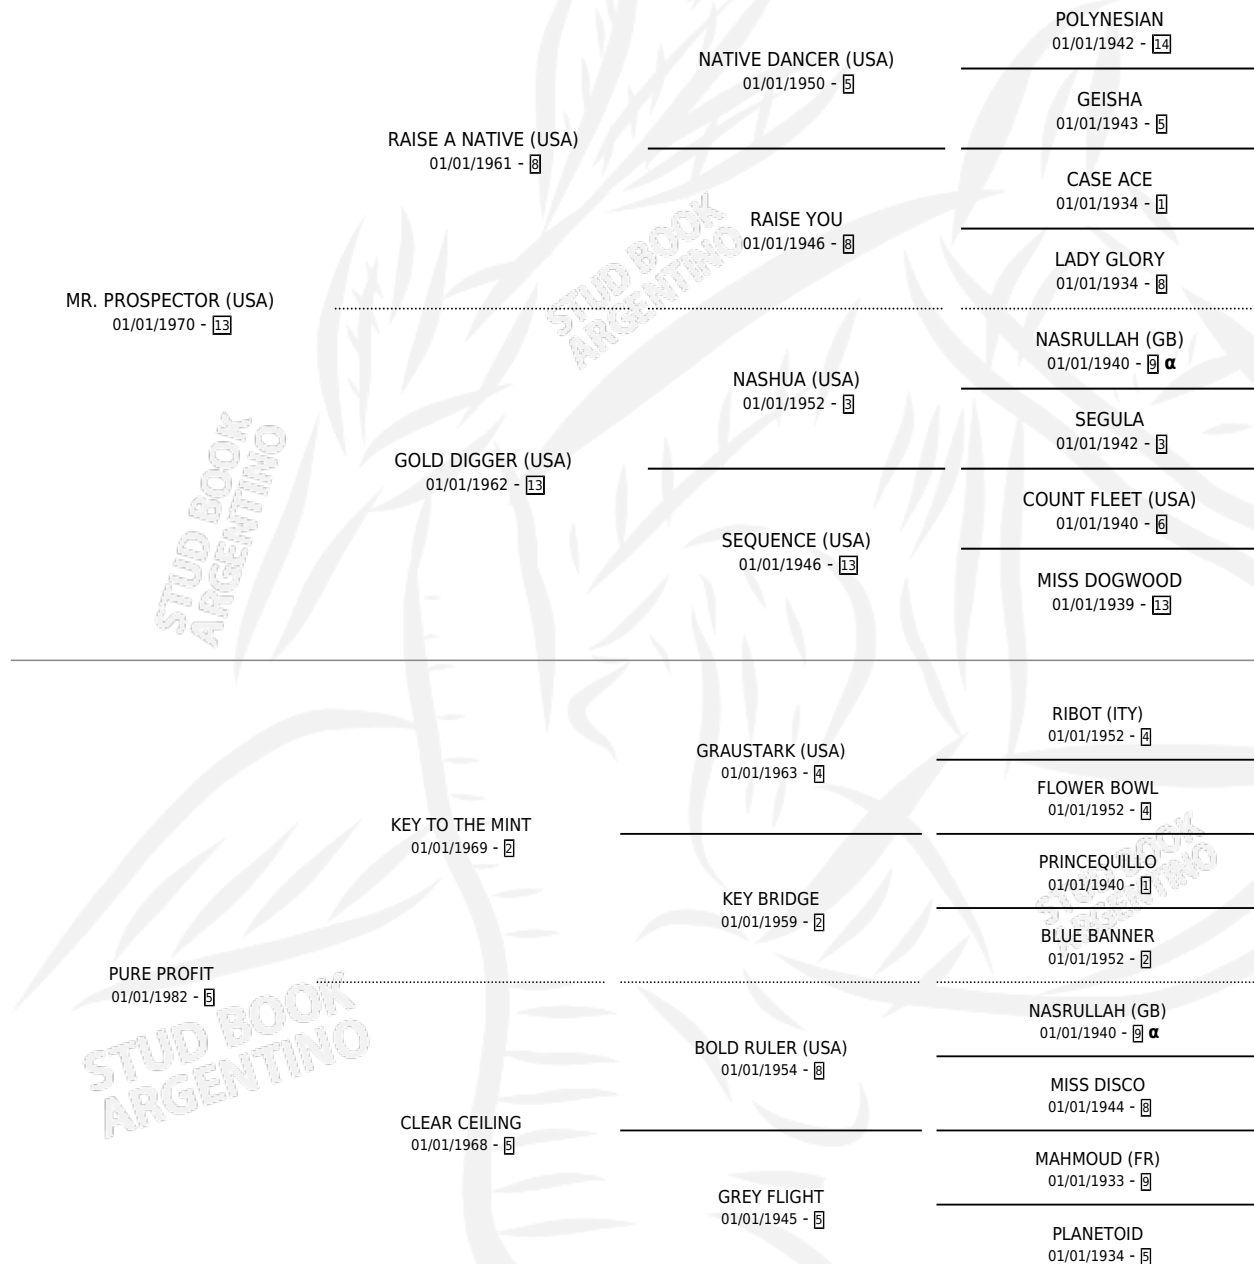 POLYNESIAN
01/01/1942 - 14
NATIVE DANCER (USA)
01/01/1950 - 5
GEISHA
01/01/1943 - 5
RAISE A NATIVE (USA)
01/01/1961 - 8
CASE ACE
01/01/1934 - 1
RAISE YOU
01/01/1946 - 8
LADY GLORY
01/01/1934 - 8
MR. PROSPECTOR (USA)
01/01/1970 - 13
NASRULLAH (GB)
01/01/1940 - 9 α
NASHUA (USA)
01/01/1952 - 3
SEGULA
01/01/1942 - 3
GOLD DIGGER (USA)
01/01/1962 - 13
COUNT FLEET (USA)
01/01/1940 - 6
SEQUENCE (USA)
01/01/1946 - 13
MISS DOGWOOD
01/01/1939 - 13
RIBOT (ITY)
01/01/1952 - 4
GRAUSTARK (USA)
01/01/1963 - 4
FLOWER BOWL
01/01/1952 - 4
KEY TO THE MINT
01/01/1969 - 2
PRINCEQUILLO
01/01/1940 - 1
KEY BRIDGE
01/01/1959 - 2
BLUE BANNER
01/01/1952 - 2
PURE PROFIT
01/01/1982 - 5
NASRULLAH (GB)
01/01/1940 - 9 α
BOLD RULER (USA)
01/01/1954 - 8
MISS DISCO
01/01/1944 - 8
CLEAR CEILING
01/01/1968 - 5
MAHMOUD (FR)
01/01/1933 - 9
GREY FLIGHT
01/01/1945 - 5
PLANETOID
01/01/1934 - 5
STUD BOOK
ARGENTINO
STUD BOOK
ARGENTINO
STUD BOOK
ARGENTINO
STUD BOOK
ARGENTINO